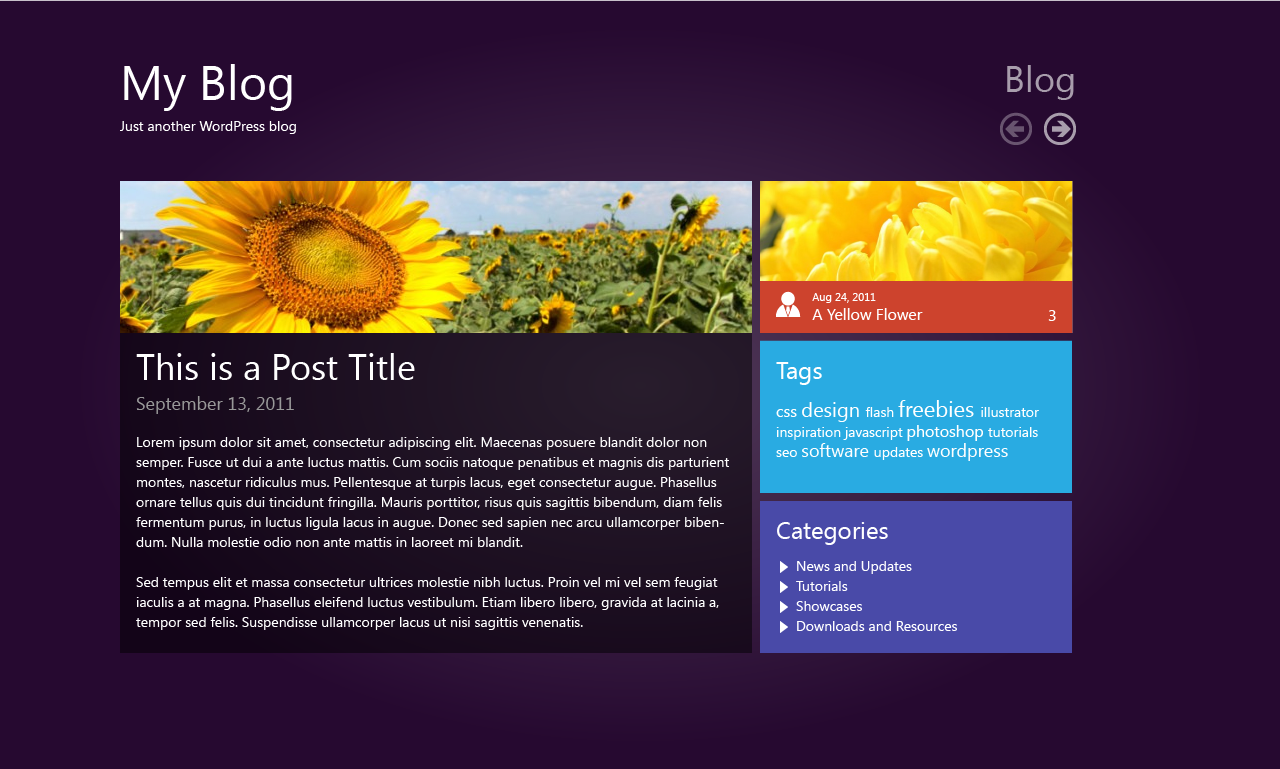 My Blog
Just another WordPress blog
Blog
This is a Post Title
September 13, 2011
Lorem ipsum dolor sit amet, consectetur adipiscing elit. Maecenas posuere blandit dolor non
semper. Fusce ut dui a ante luctus mattis. Cum sociis natoque penatibus et magnis dis parturient
montes, nascetur ridiculus mus. Pellentesque at turpis lacus, eget consectetur augue. Phasellus
ornare tellus quis dui tincidunt fringilla. Mauris porttitor, risus quis sagittis bibendum, diam felis
fermentum purus, in luctus ligula lacus in augue. Donec sed sapien nec arcu ullamcorper biben-
dum. Nulla molestie odio non ante mattis in laoreet mi blandit.
Sed tempus elit et massa consectetur ultrices molestie nibh luctus. Proin vel mi vel sem feugiat
iaculis a at magna. Phasellus eleifend luctus vestibulum. Etiam libero libero, gravida at lacinia a,
tempor sed felis. Suspendisse ullamcorper lacus ut nisi sagittis venenatis.
Aug 24, 2011
A Yellow Flower 3
Tags
css design flash freebies illustrator
inspiration javascript photoshop tutorials
seo software updates wordpress
Categories
News and Updates
Tutorials
Showcases
Downloads and Resources